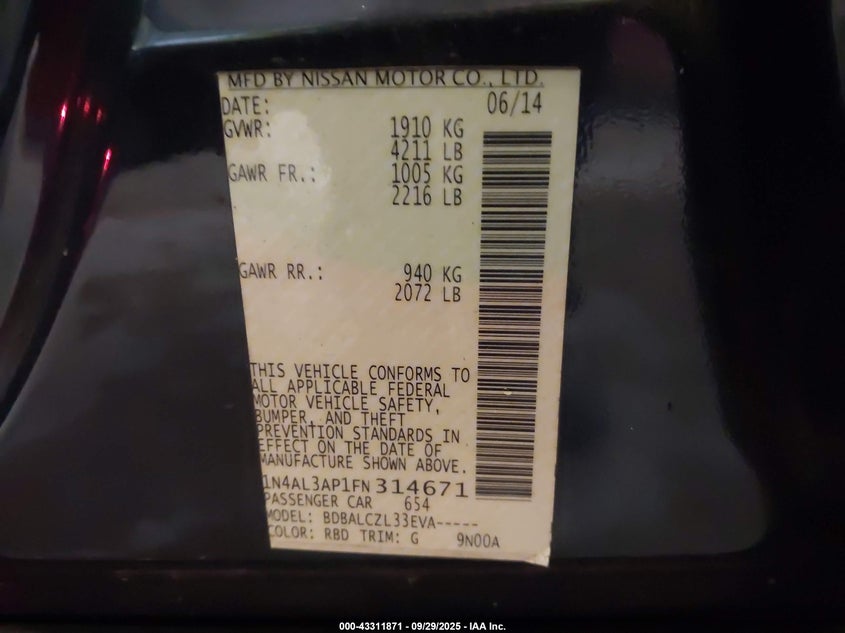 MFD BY NISSAN MOTOR CO., LTD.
DATE: 06/14
GVWR: 1910 KG
4211 LB
GAWR FR.: 1005 KG
2216 LB
GAWR RR.: 940 KG
2072 LB
THIS VEHICLE CONFORMS TO
ALL APPLICABLE FEDERAL
MOTOR VEHICLE SAFETY,
BUMPER, AND THEFT
PREVENTION STANDARDS IN
EFFECT ON THE DATE OF
MANUFACTURE SHOWN ABOVE.
1N4AL3AP1FN314671
PASSENGER CAR 654
MODEL: BDBALCZL33EVA-----
COLOR: RBD TRIM: G 9N00A
000-43311871 - 09/29/2025 - IAA Inc.